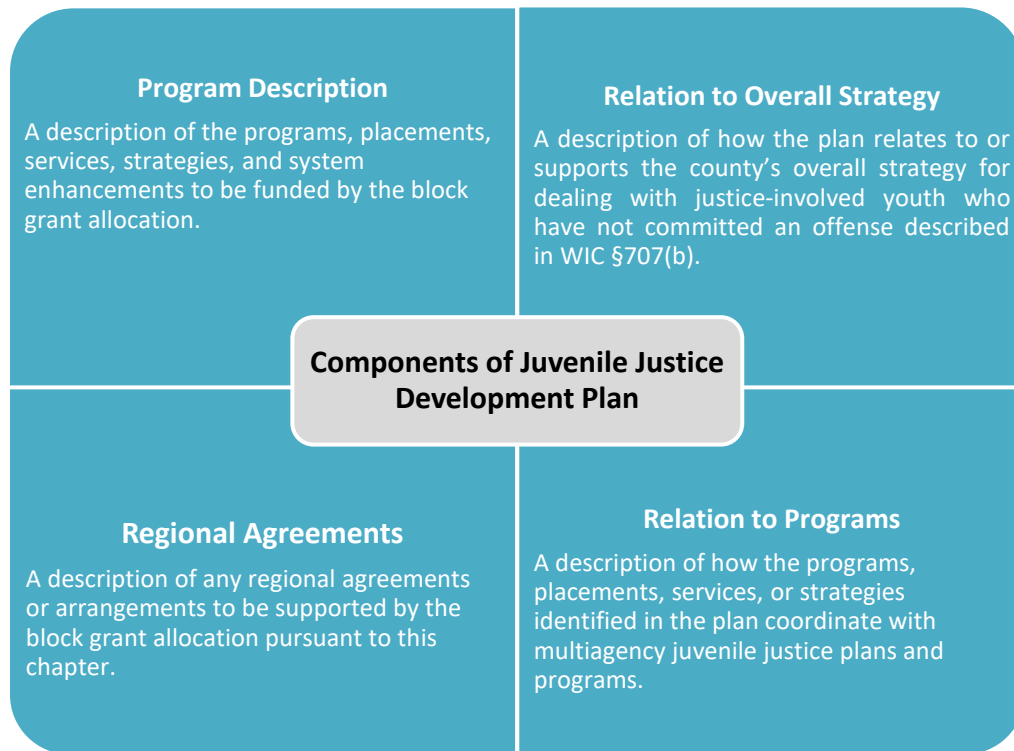 Program Description
A description of the programs, placements,
services, strategies, and system
enhancements to be funded by the block
grant allocation.
Relation to Overall Strategy
A description of how the plan relates to or
supports the county’s overall strategy for
dealing with justice-involved youth who
have not committed an offense described
in WIC §707(b).
Components of Juvenile Justice
Development Plan
Regional Agreements
A description of any regional agreements
or arrangements to be supported by the
block grant allocation pursuant to this
chapter.
Relation to Programs
A description of how the programs,
placements, services, or strategies
identified in the plan coordinate with
multiagency juvenile justice plans and
programs.